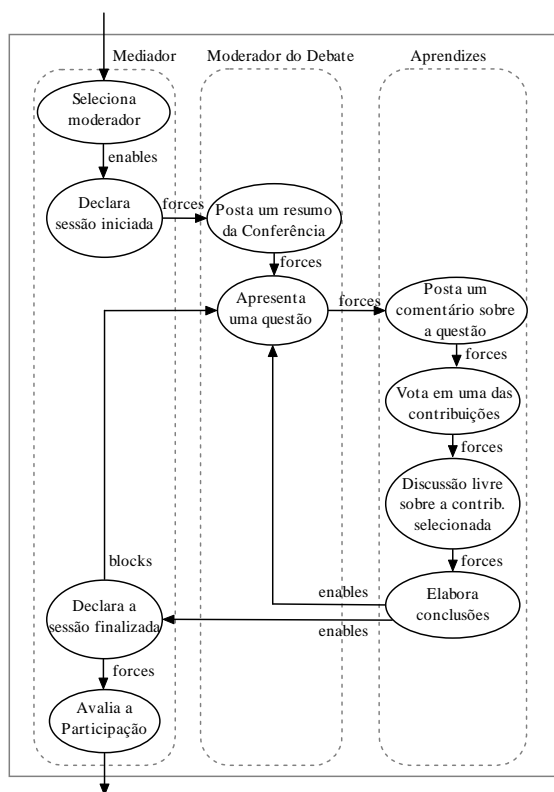 Mediador
Moderador do Debate
Aprendizes
Seleciona
moderador
enables
Declara
sessão iniciada
forces
Posta um resumo
da Conferência
forces
Apresenta
uma questão
forces
Posta um
comentário sobre
a questão
forces
Vota em uma das
contribuições
forces
Discussão livre
sobre a contrib.
selecionada
forces
Elabora
conclusões
enables
enables
blocks
Declara a
sessão finalizada
forces
Avalia a
Participação